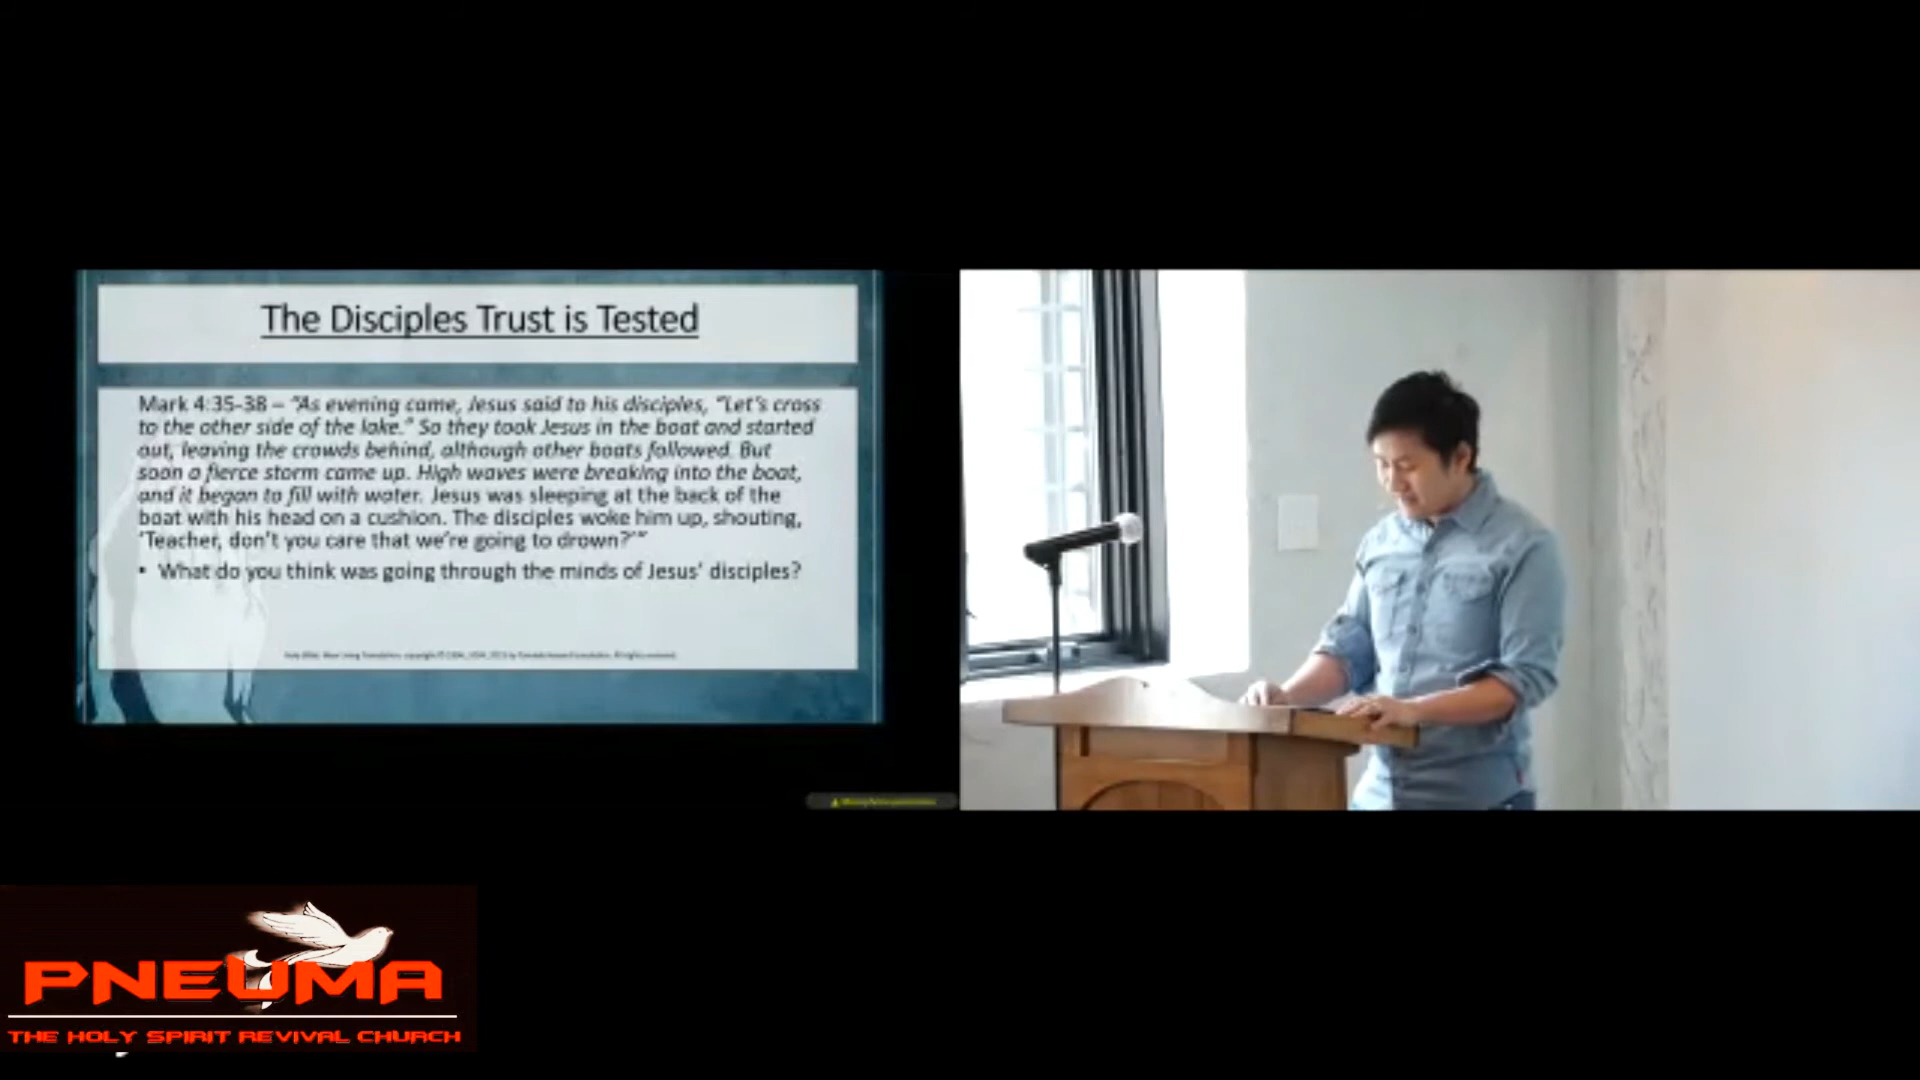 The Disciples Trust is Tested
Mark 4:35-38 – “As evening came, Jesus said to his disciples, “Let’s cross
to the other side of the lake.” So they took Jesus in the boat and started
out, leaving the crowds behind, although other boats followed. But
soon a fierce storm came up. High waves were breaking into the boat,
and it began to fill with water. Jesus was sleeping at the back of the
boat with his head on a cushion. The disciples woke him up, shouting,
‘Teacher, don’t you care that we’re going to drown?’”
• What do you think was going through the minds of Jesus’ disciples?
PNEUMA
THE HOLY SPIRIT REVIVAL CHURCH